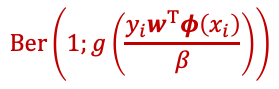 Ber(1; g(y_i w^T ϕ(x_i) / β))